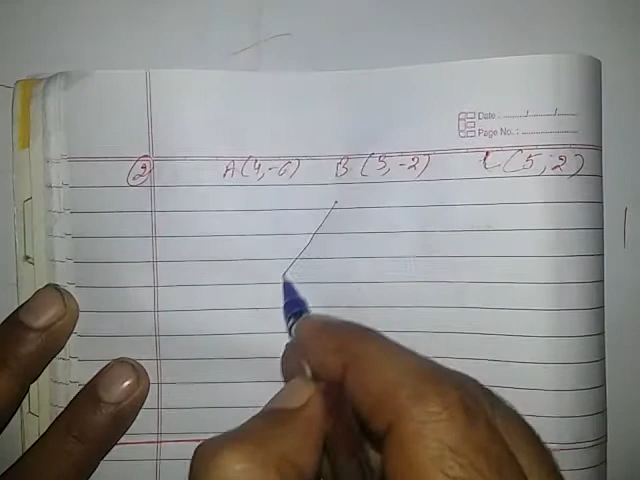 Date : ........./......./.........
Page No. : ......................
② A(4,-6) B(3,-2) C(5,2)